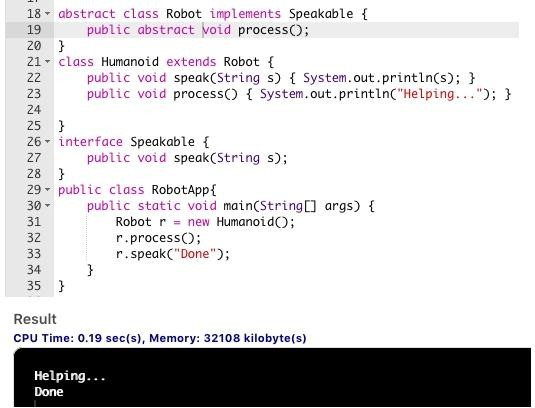 18 abstract class Robot implements Speakable {
19     public abstract void process();
20 }
21 class Humanoid extends Robot {
22     public void speak(String s) { System.out.println(s); }
23     public void process() { System.out.println("Helping..."); }
24
25 }
26 interface Speakable {
27     public void speak(String s);
28 }
29 public class RobotApp{
30     public static void main(String[] args) {
31         Robot r = new Humanoid();
32         r.process();
33         r.speak("Done");
34     }
35 }
Result
CPU Time: 0.19 sec(s), Memory: 32108 kilobyte(s)
Helping...
Done